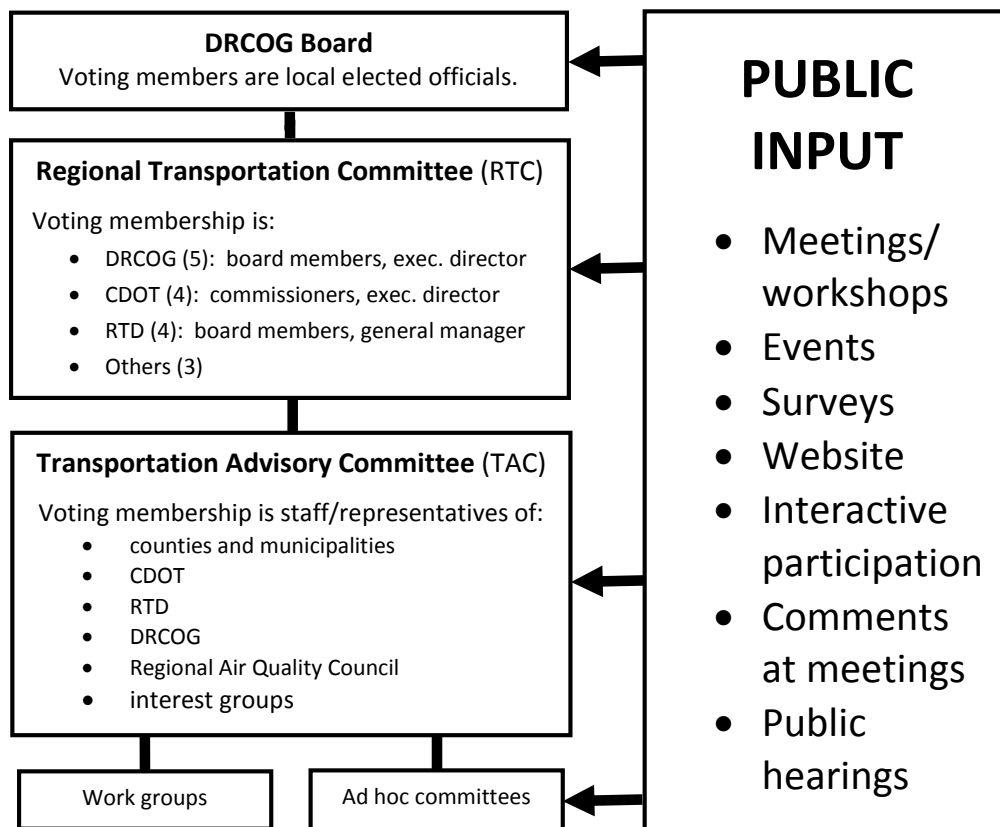 DRCOG Board
Voting members are local elected officials.
Regional Transportation Committee (RTC)
Voting membership is:
• DRCOG (5): board members, exec. director
• CDOT (4): commissioners, exec. director
• RTD (4): board members, general manager
• Others (3)
Transportation Advisory Committee (TAC)
Voting membership is staff/representatives of:
• counties and municipalities
• CDOT
• RTD
• DRCOG
• Regional Air Quality Council
• interest groups
Work groups
Ad hoc committees
PUBLIC
INPUT
• Meetings/
workshops
• Events
• Surveys
• Website
• Interactive
participation
• Comments
at meetings
• Public
hearings